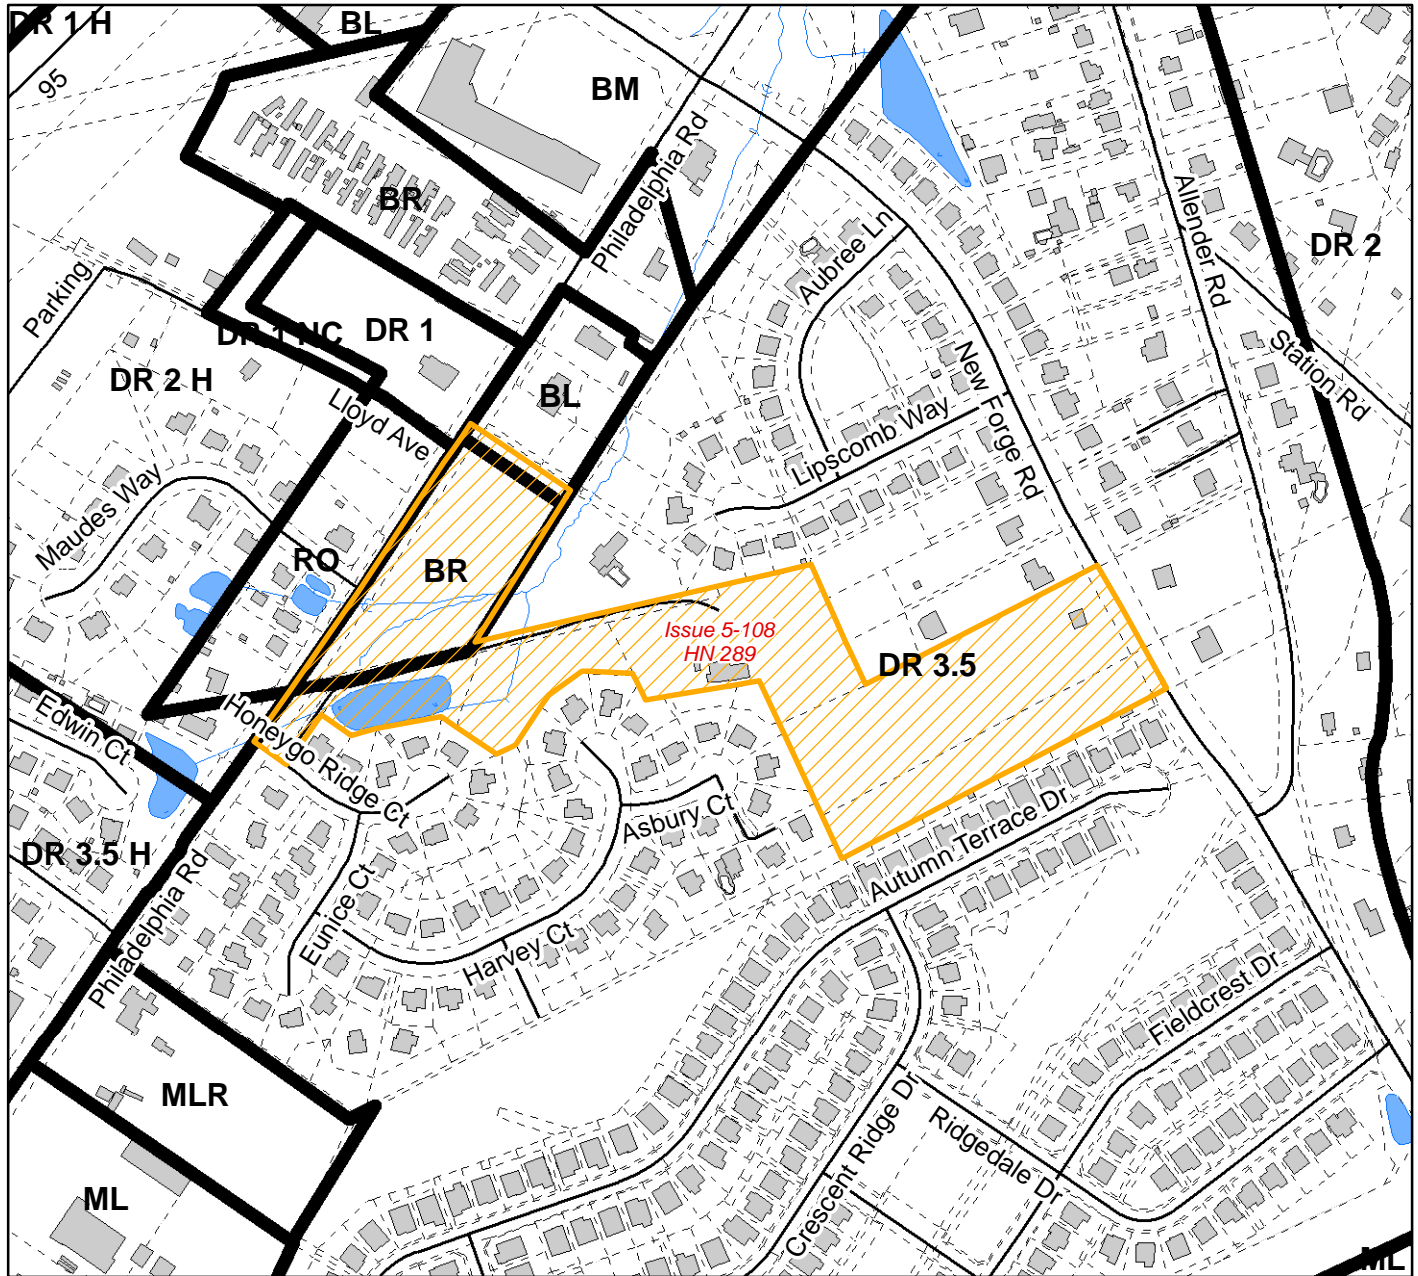 DR 1 H
BL
95
BM
Philadelphia Rd
BR
Aubree Ln
Allender Rd
DR 2
Parking
DR 1 NC
DR 1
DR 2 H
BL
Lloyd Ave
New Forge Rd
Station Rd
Lipscomb Way
Maudes Way
RO
BR
Issue 5-108
HN 289
DR 3.5
Edwin Ct
Honeygo Ridge Ct
Asbury Ct
Autumn Terrace Dr
DR 3.5 H
Philadelphia Rd
Eunice Ct
Harvey Ct
Fieldcrest Dr
MLR
Crescent Ridge Dr
Ridgedale Dr
ML
ML